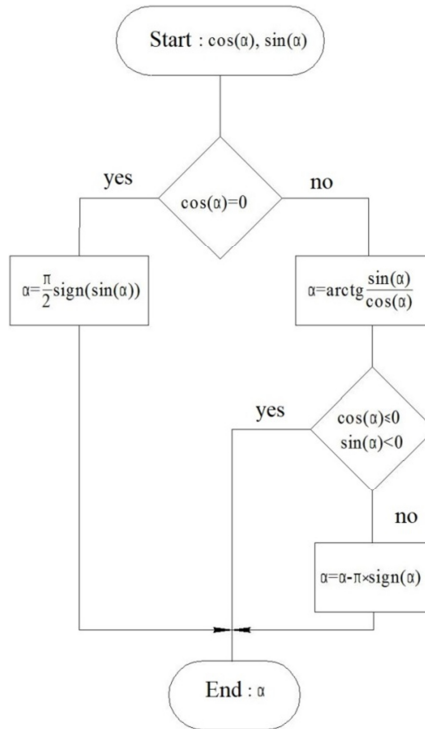 Start : cos(α), sin(α)
yes
no
cos(α)=0
α=π/2 sign(sin(α))
α=arctg sin(α)/cos(α)
yes
cos(α)≤0
sin(α)<0
no
α=α-π×sign(α)
End : α